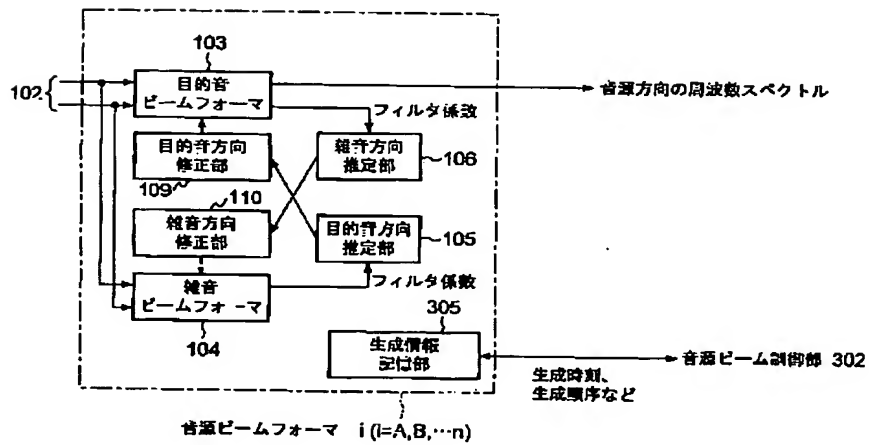 103
目的音
ビームフォーマ
102
音源方向の周波数スペクトル
フィルタ係数
目的音方向
修正部
109
雑音方向
推定部
106
110
雑音方向
修正部
目的音方向
推定部
105
フィルタ係数
雑音
ビームフォーマ
104
305
生成情報
記憶部
音源ビーム制御部 302
生成時刻、
生成順序など
音源ビームフォーマ i (i=A,B,…n)